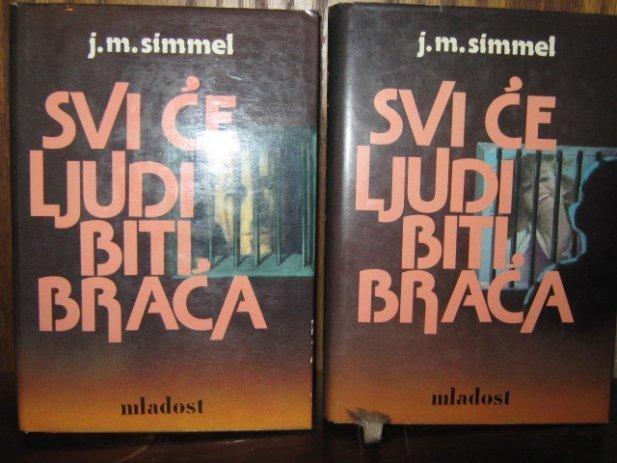 j.m.simmel
SVI ĆE
LJUDI
BITI
BRAĆA
mladost
j.m.simmel
SVI ĆE
LJUDI
BITI
BRAĆA
mladost